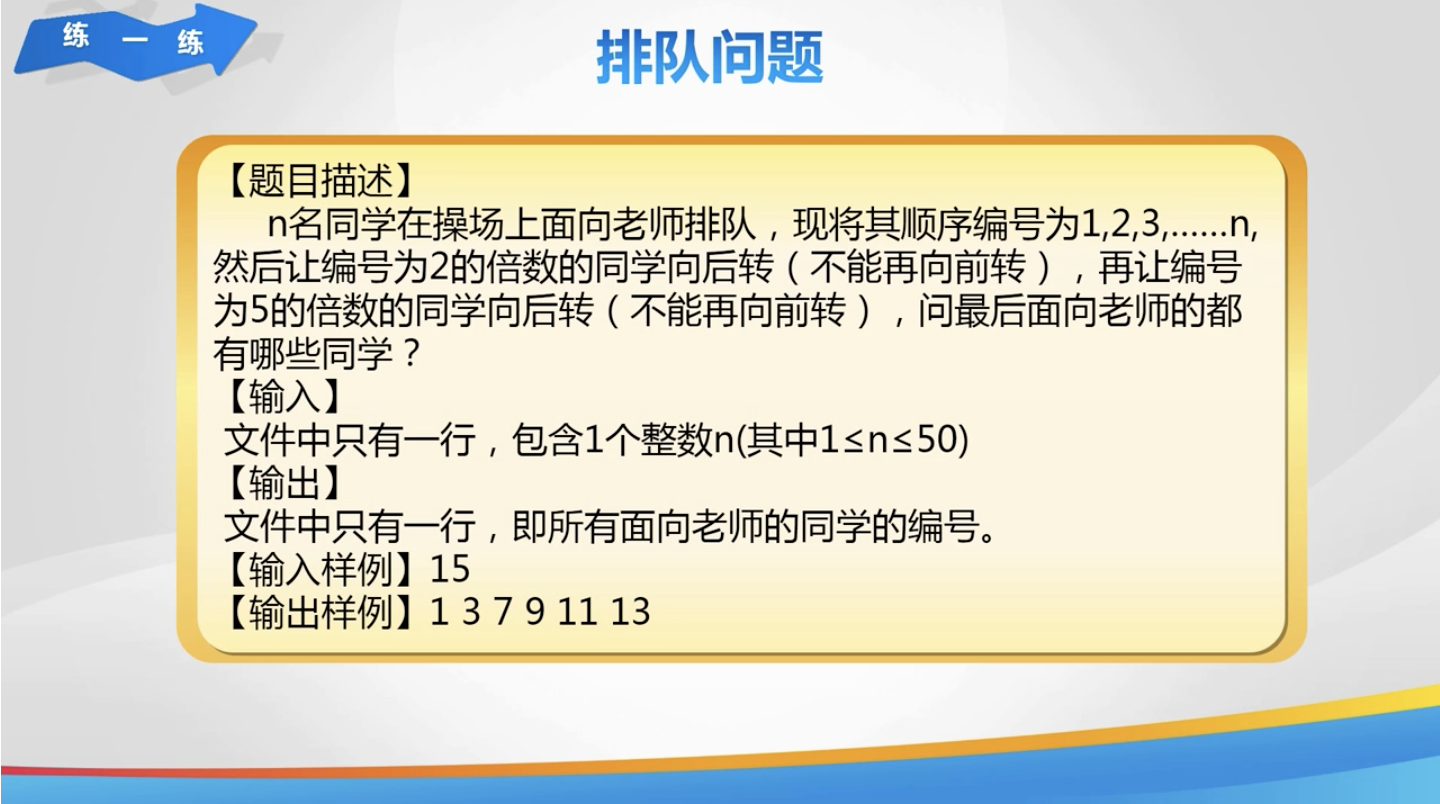 练一练
排队问题
【题目描述】
n名同学在操场上面向老师排队，现将其顺序编号为1,2,3,......n,
然后让编号为2的倍数的同学向后转（不能再向前转），再让编号
为5的倍数的同学向后转（不能再向前转），问最后面向老师的都
有哪些同学？
【输入】
文件中只有一行，包含1个整数n(其中1≤n≤50)
【输出】
文件中只有一行，即所有面向老师的同学的编号。
【输入样例】15
【输出样例】1 3 7 9 11 13